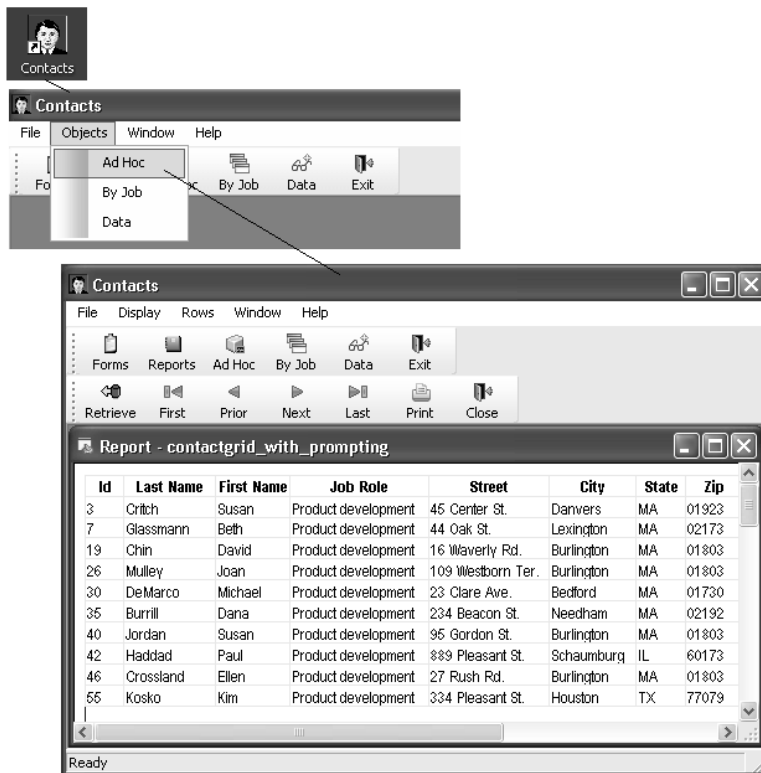 Contacts
Contacts
File Objects Window Help
Ad Hoc
By Job
Data
Fo
c By Job Data Exit
Contacts
File Display Rows Window Help
Forms Reports Ad Hoc By Job Data Exit
Retrieve First Prior Next Last Print Close
Report - contactgrid_with_prompting
Id Last Name First Name Job Role Street City State Zip
3 Critch Susan Product development 45 Center St. Danvers MA 01923
7 Glassmann Beth Product development 44 Oak St. Lexington MA 02173
19 Chin David Product development 16 Waverly Rd. Burlington MA 01803
26 Mulley Joan Product development 109 Westborn Ter. Burlington MA 01803
30 DeMarco Michael Product development 23 Clare Ave. Bedford MA 01730
35 Burrill Dana Product development 234 Beacon St. Needham MA 02192
40 Jordan Susan Product development 95 Gordon St. Burlington MA 01803
42 Haddad Paul Product development 889 Pleasant St. Schaumburg IL 60173
46 Crossland Ellen Product development 27 Rush Rd. Burlington MA 01803
55 Kosko Kim Product development 334 Pleasant St. Houston TX 77079
Ready